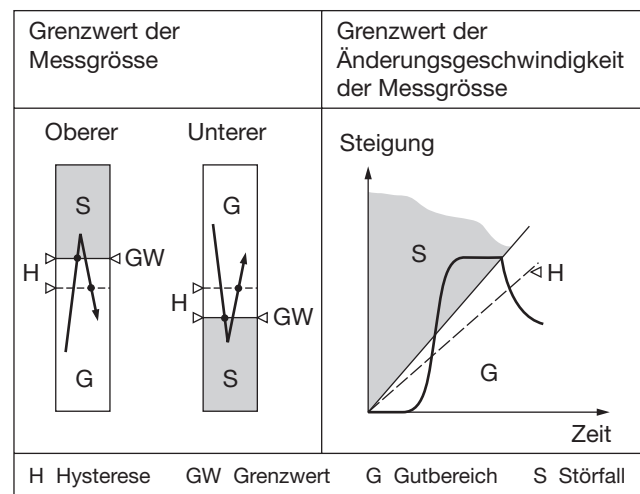 Grenzwert der
Messgrösse
Grenzwert der
Änderungsgeschwindigkeit
der Messgrösse
Oberer
Unterer
S
H
GW
G
G
H
GW
S
Steigung
S
H
G
Zeit
H Hysterese GW Grenzwert G Gutbereich S Störfall